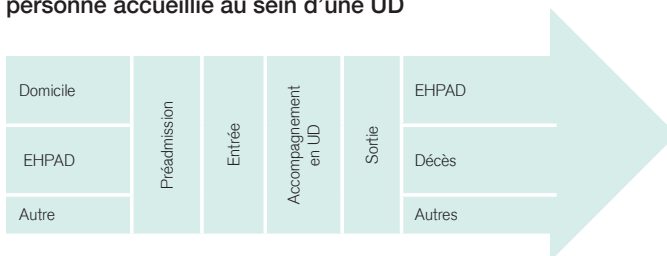 personne accueillie au sein d'une UD
Domicile
EHPAD
Autre
Préadmission
Entrée
Accompagnement
en UD
Sortie
EHPAD
Décès
Autres